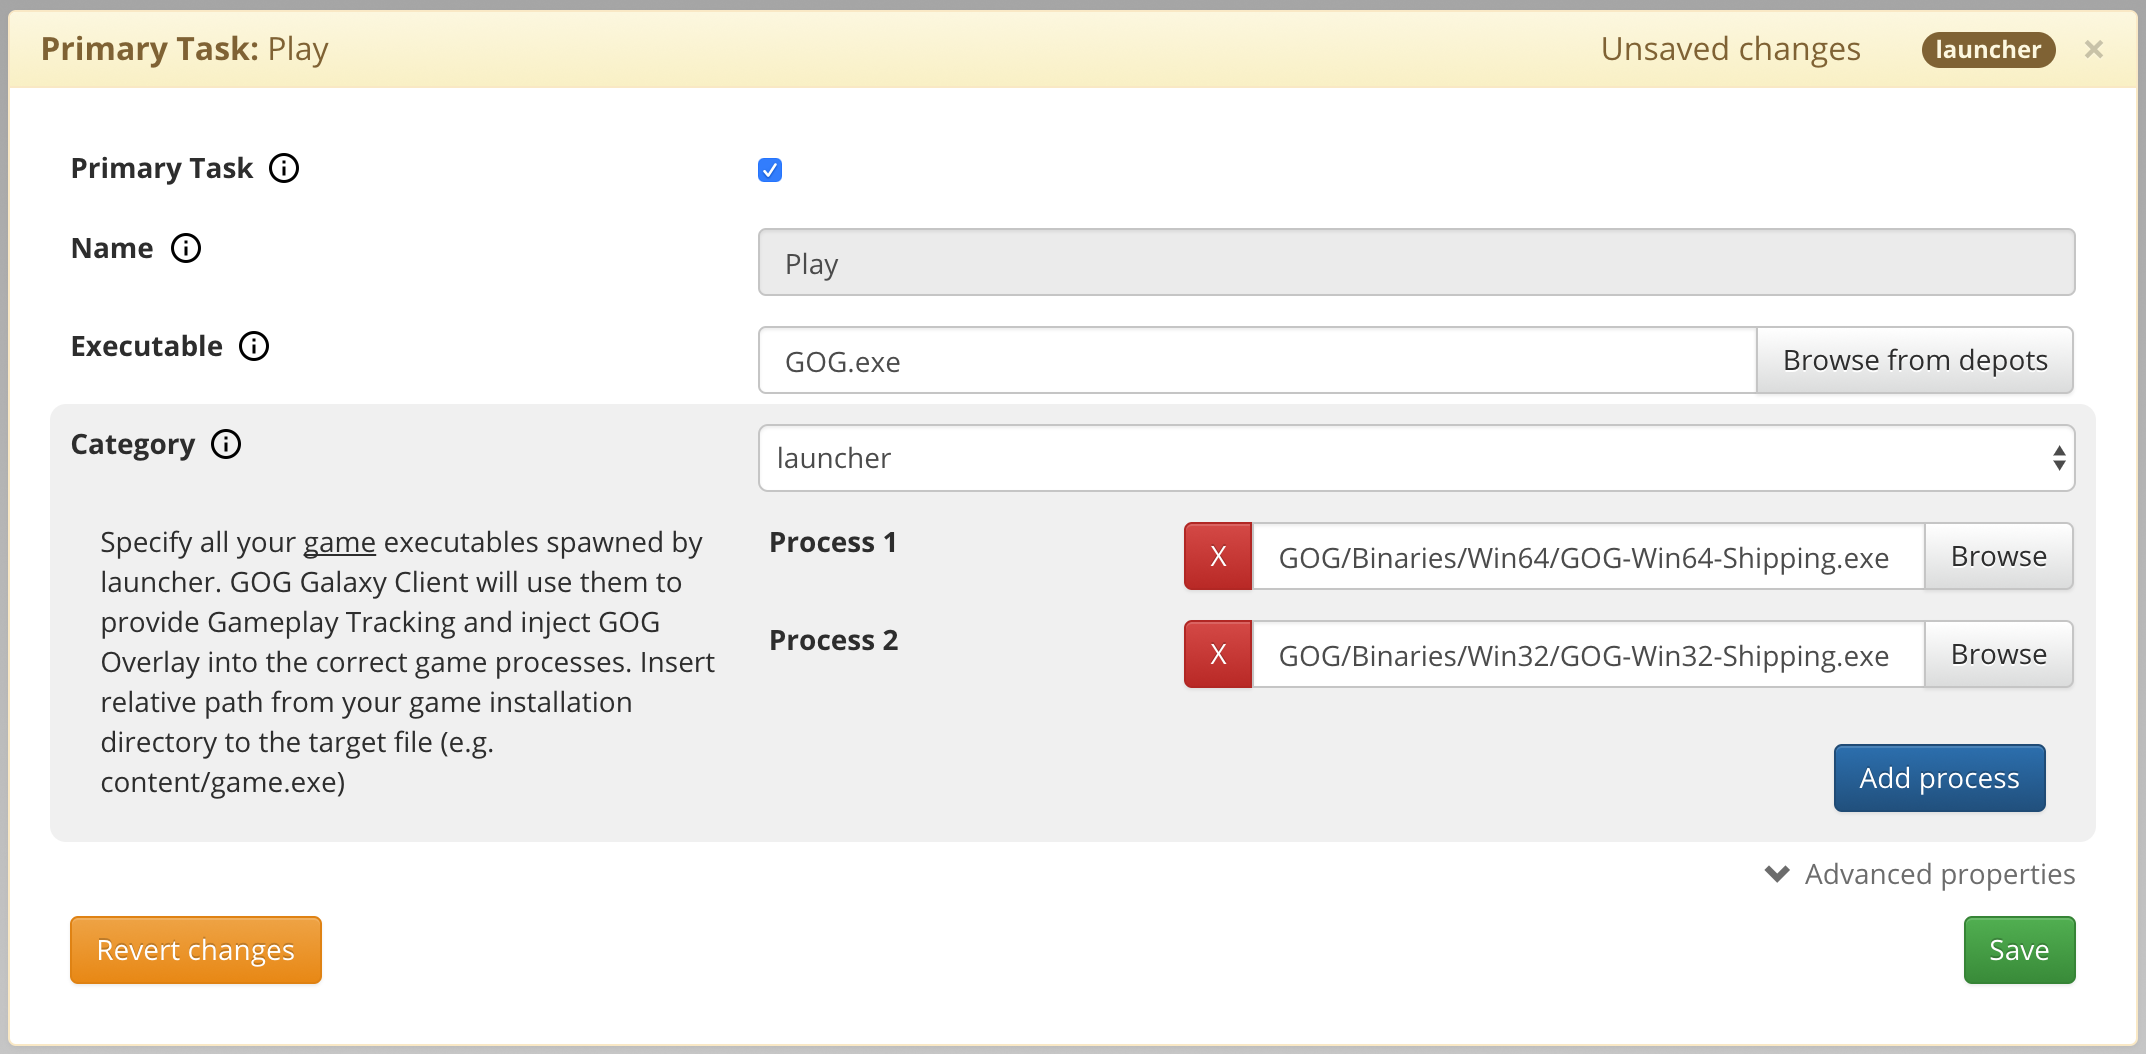 Primary Task: Play
Unsaved changes
launcher
×
Primary Task
Name
Play
Executable
GOG.exe
Browse from depots
Category
launcher
Specify all your game executables spawned by
launcher. GOG Galaxy Client will use them to
provide Gameplay Tracking and inject GOG
Overlay into the correct game processes. Insert
relative path from your game installation
directory to the target file (e.g.
content/game.exe)
Process 1
X
GOG/Binaries/Win64/GOG-Win64-Shipping.exe
Browse
Process 2
X
GOG/Binaries/Win32/GOG-Win32-Shipping.exe
Browse
Add process
Advanced properties
Revert changes
Save